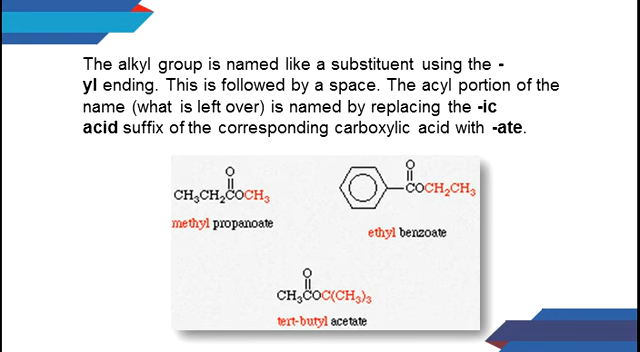 The alkyl group is named like a substituent using the -
yl ending. This is followed by a space. The acyl portion of the
name (what is left over) is named by replacing the -ic
acid suffix of the corresponding carboxylic acid with -ate.
O
CH₃CH₂COCH₃
methyl propanoate
O
COCH₂CH₃
ethyl benzoate
O
CH₃COC(CH₃)₃
tert-butyl acetate